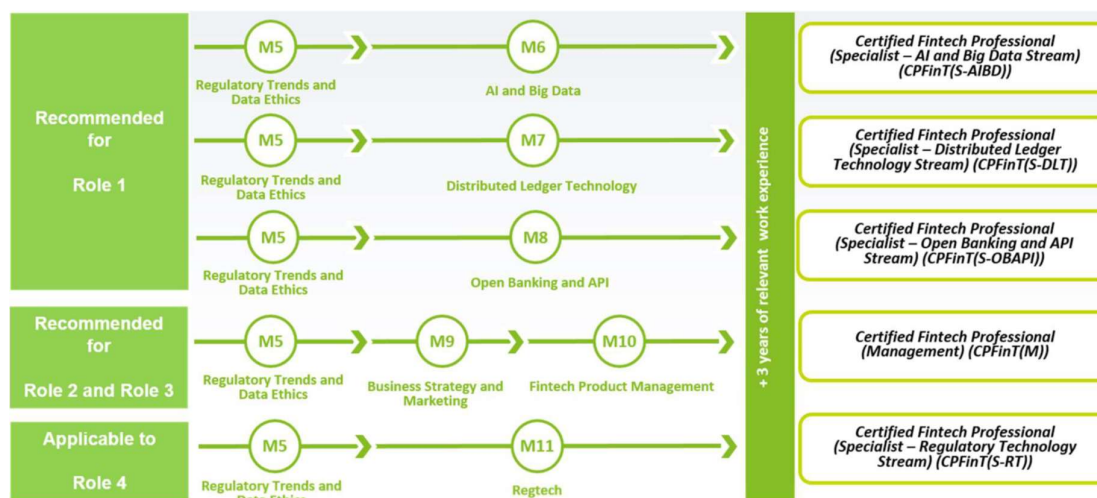 Recommended
for
Role 1
M5
Regulatory Trends and
Data Ethics
M6
AI and Big Data
M5
Regulatory Trends and
Data Ethics
M7
Distributed Ledger Technology
M5
Regulatory Trends and
Data Ethics
M8
Open Banking and API
Recommended
for
Role 2 and Role 3
M5
Regulatory Trends and
Data Ethics
M9
Business Strategy and
Marketing
M10
Fintech Product Management
Applicable to
Role 4
M5
Regulatory Trends and
Data Ethics
M11
Regtech
+ 3 years of relevant work experience
Certified Fintech Professional
(Specialist – AI and Big Data Stream)
(CPFinT(S-AIBD))
Certified Fintech Professional
(Specialist – Distributed Ledger
Technology Stream) (CPFinT(S-DLT))
Certified Fintech Professional
(Specialist – Open Banking and API
Stream) (CPFinT(S-OBAPI))
Certified Fintech Professional
(Management) (CPFinT(M))
Certified Fintech Professional
(Specialist – Regulatory Technology
Stream) (CPFinT(S-RT))